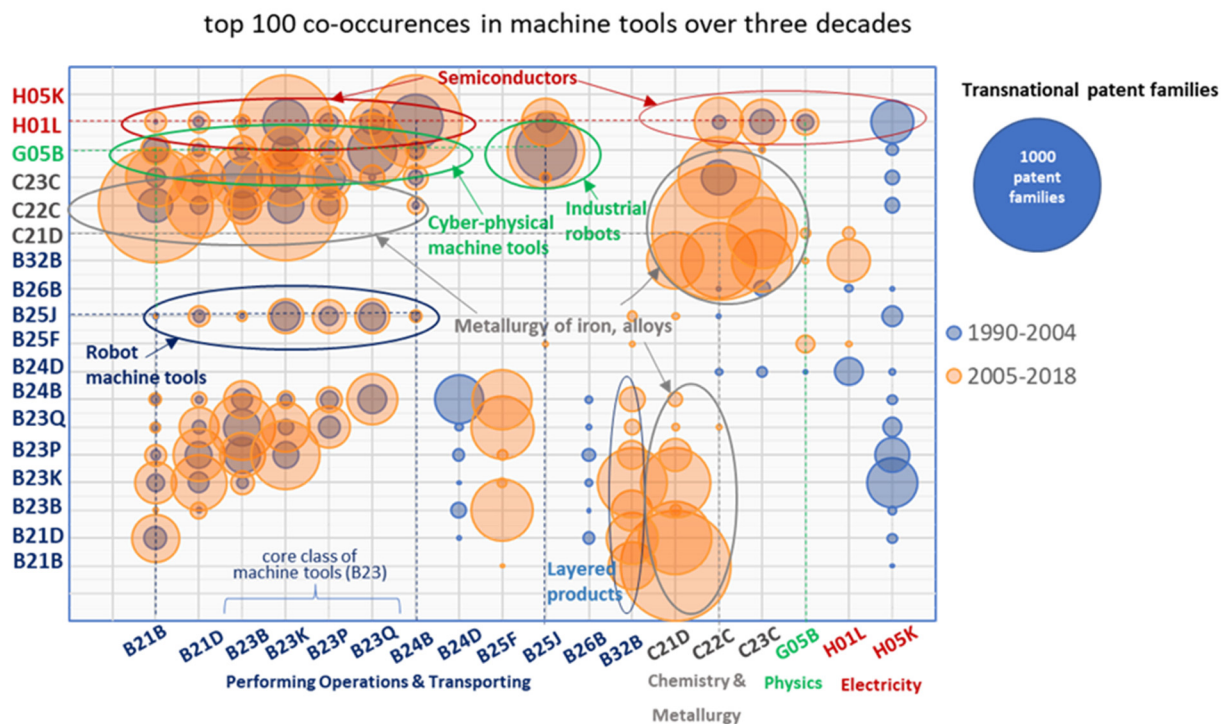 top 100 co-occurences in machine tools over three decades
H05K
H01L
G05B
C23C
C22C
C21D
B32B
B26B
B25J
B25F
B24D
B24B
B23Q
B23P
B23K
B23B
B21D
B21B
Semiconductors
Cyber-physical
machine tools
Industrial
robots
Metallurgy of iron, alloys
Robot
machine tools
core class of
machine tools (B23)
Layered
products
B21B
B21D
B23B
B23K
B23P
B23Q
B24B
B24D
B25F
B25J
B26B
B32B
C21D
C22C
C23C
G05B
H01L
H05K
Performing Operations & Transporting
Chemistry &
Metallurgy
Physics
Electricity
Transnational patent families
1000
patent
families
1990-2004
2005-2018